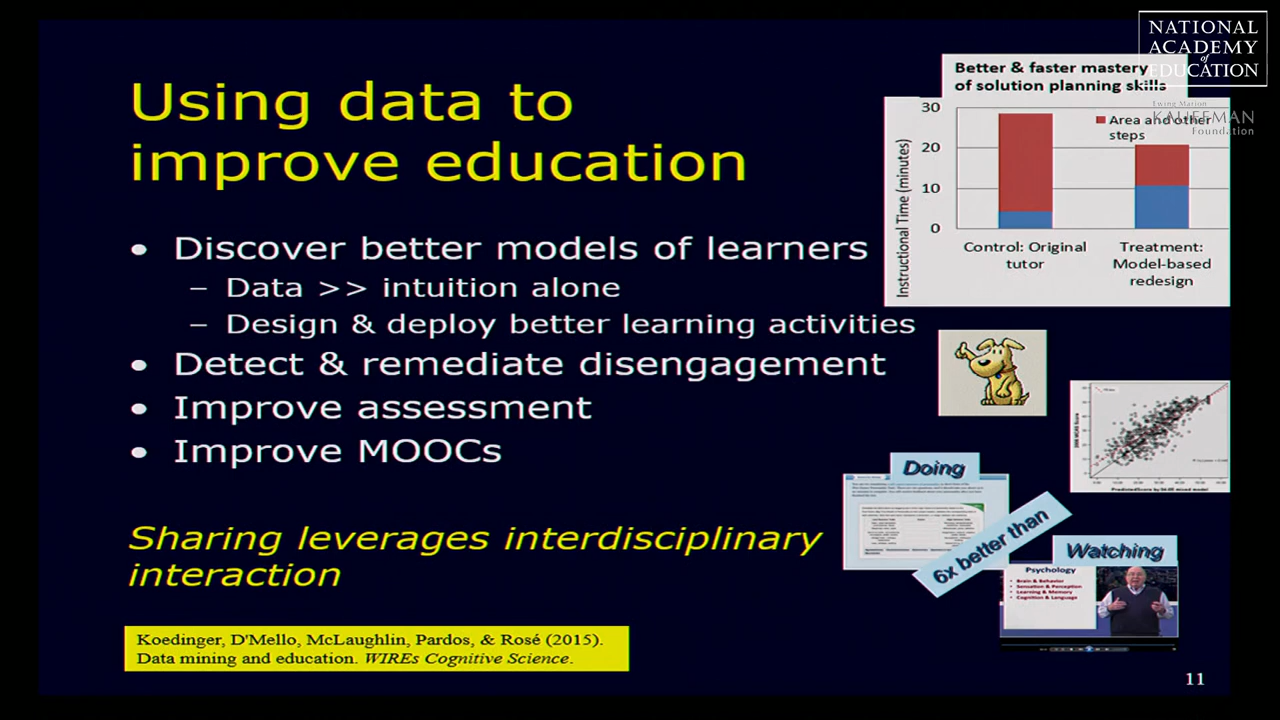 NATIONAL
ACADEMY
of
EDUCATION
Ewing Marion
KAUFFMAN
Foundation
Using data to
improve education
• Discover better models of learners
– Data >> intuition alone
– Design & deploy better learning activities
• Detect & remediate disengagement
• Improve assessment
• Improve MOOCs
Sharing leverages interdisciplinary
interaction
Koedinger, D'Mello, McLaughlin, Pardos, & Rosé (2015).
Data mining and education. WIREs Cognitive Science.
Better & faster mastery
of solution planning skills
Instructional Time (minutes)
30
20
10
0
Area and other
steps
Control: Original
tutor
Treatment:
Model-based
redesign
Doing
6x better than
Watching
Psychology
• Brain & Behavior
• Sensation & Perception
• Learning & Memory
• Cognition & Language
11